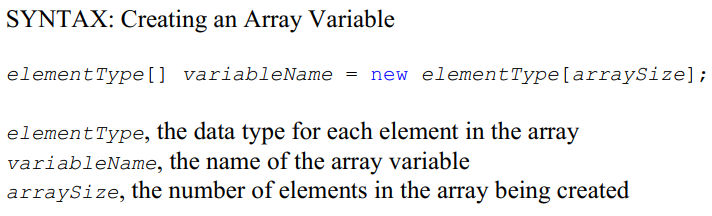 SYNTAX: Creating an Array Variable
elementType[] variableName = new elementType[arraySize];
elementType, the data type for each element in the array
variableName, the name of the array variable
arraySize, the number of elements in the array being created